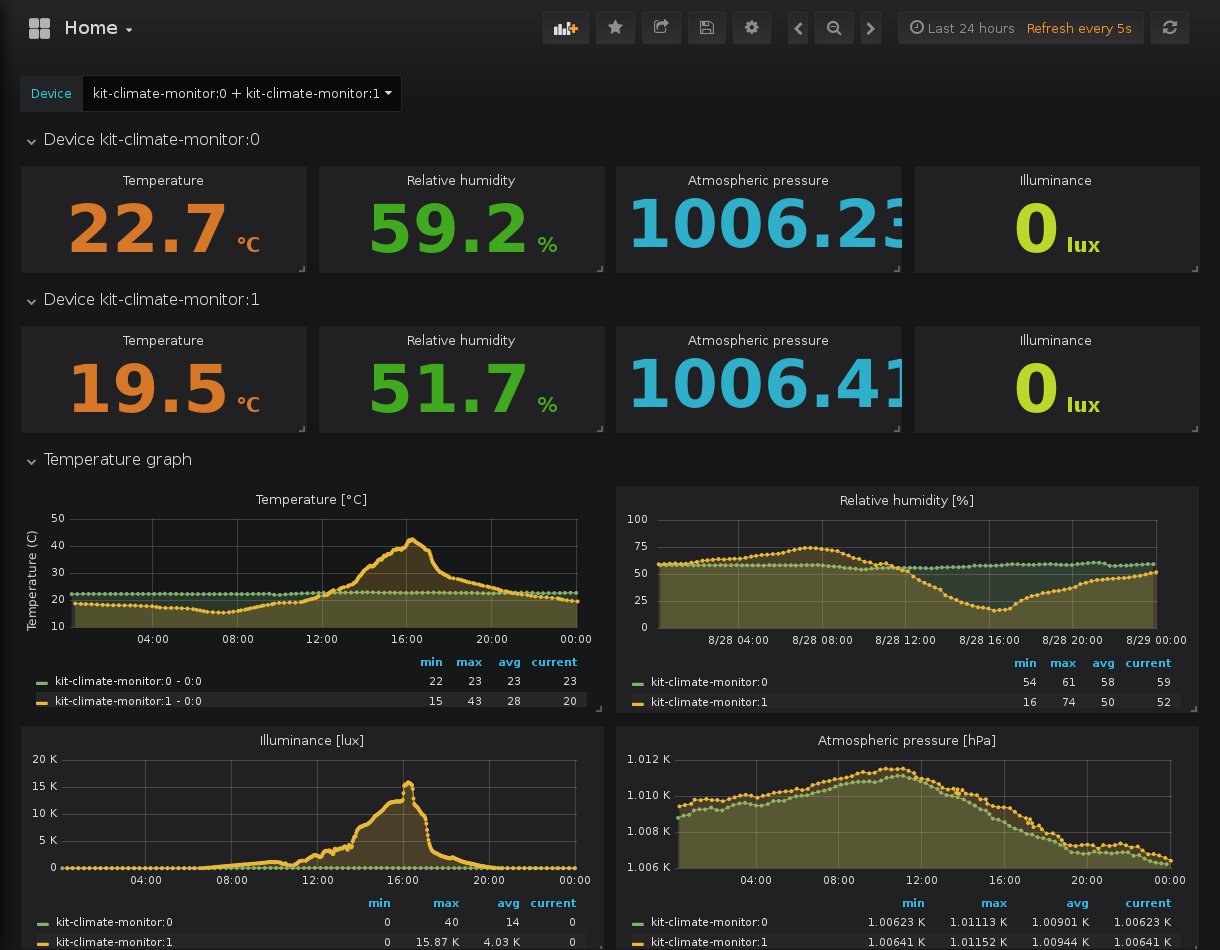 Home
Last 24 hours Refresh every 5s
Device kit-climate-monitor:0 + kit-climate-monitor:1
Device kit-climate-monitor:0
Temperature Relative humidity Atmospheric pressure Illuminance
22.7 °C 59.2 % 1006.23 0 lux
Device kit-climate-monitor:1
Temperature Relative humidity Atmospheric pressure Illuminance
19.5 °C 51.7 % 1006.41 0 lux
Temperature graph
Temperature [°C]
Temperature (C)
50
40
30
20
10
04:00 08:00 12:00 16:00 20:00 00:00
min max avg current
kit-climate-monitor:0 - 0:0 22 23 23 23
kit-climate-monitor:1 - 0:0 15 43 28 20
Relative humidity [%]
100
75
50
25
0
8/28 04:00 8/28 08:00 8/28 12:00 8/28 16:00 8/28 20:00 8/29 00:00
min max avg current
kit-climate-monitor:0 54 61 58 59
kit-climate-monitor:1 16 74 50 52
Illuminance [lux]
20 K
15 K
10 K
5 K
0
04:00 08:00 12:00 16:00 20:00 00:00
min max avg current
kit-climate-monitor:0 0 40 14 0
kit-climate-monitor:1 0 15.87 K 4.03 K 0
Atmospheric pressure [hPa]
1.012 K
1.010 K
1.008 K
1.006 K
04:00 08:00 12:00 16:00 20:00 00:00
min max avg current
kit-climate-monitor:0 1.00623 K 1.01113 K 1.00901 K 1.00623 K
kit-climate-monitor:1 1.00641 K 1.01152 K 1.00944 K 1.00641 K